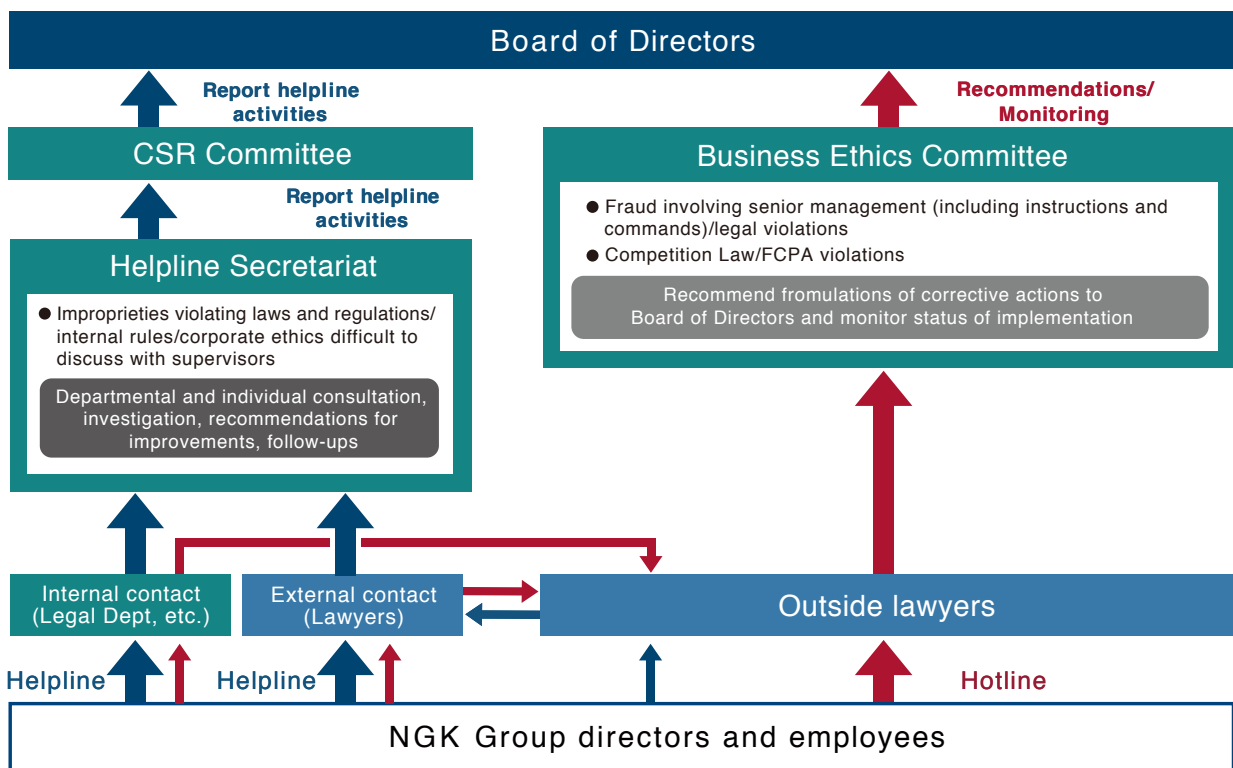 Board of Directors
Report helpline
activities
Recommendations/
Monitoring
CSR Committee
Report helpline
activities
Helpline Secretariat
● Improprieties violating laws and regulations/
internal rules/corporate ethics difficult to
discuss with supervisors
Departmental and individual consultation,
investigation, recommendations for
improvements, follow-ups
Business Ethics Committee
● Fraud involving senior management (including instructions and
commands)/legal violations
● Competition Law/FCPA violations
Recommend fromulations of corrective actions to
Board of Directors and monitor status of implementation
Internal contact
(Legal Dept, etc.)
External contact
(Lawyers)
Outside lawyers
Helpline
Helpline
Hotline
NGK Group directors and employees